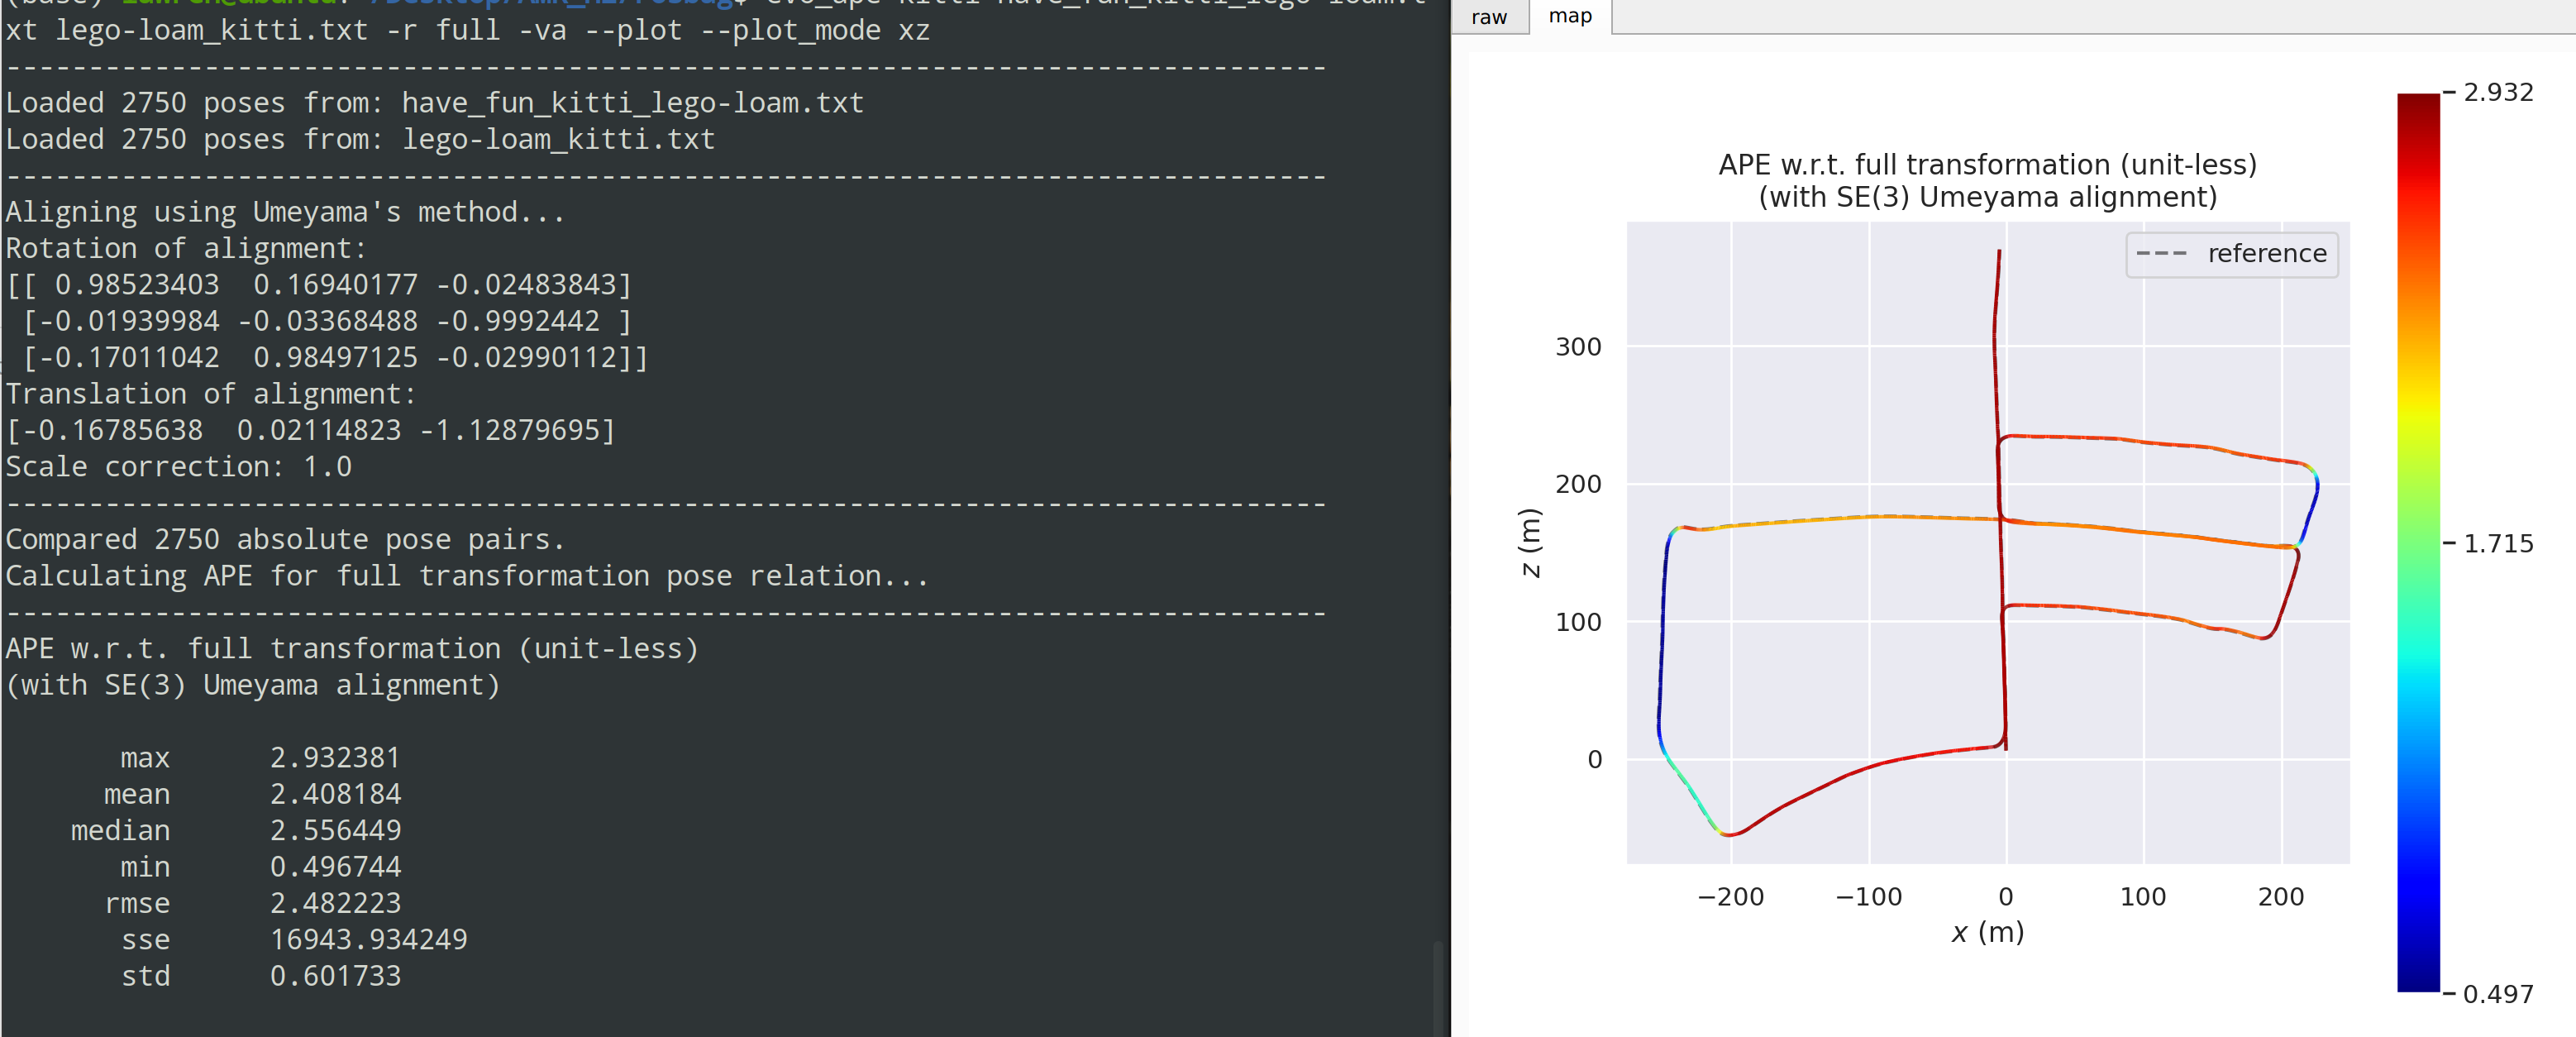 xt lego-loam_kitti.txt -r full -va --plot --plot_mode xz
--------------------------------------------------------------------------------
Loaded 2750 poses from: have_fun_kitti_lego-loam.txt
Loaded 2750 poses from: lego-loam_kitti.txt
--------------------------------------------------------------------------------
Aligning using Umeyama's method...
Rotation of alignment:
[[ 0.98523403  0.16940177 -0.02483843]
 [-0.01939984 -0.03368488 -0.9992442 ]
 [-0.17011042  0.98497125 -0.02990112]]
Translation of alignment:
[-0.16785638  0.02114823 -1.12879695]
Scale correction: 1.0
--------------------------------------------------------------------------------
Compared 2750 absolute pose pairs.
Calculating APE for full transformation pose relation...
--------------------------------------------------------------------------------
APE w.r.t. full transformation (unit-less)
(with SE(3) Umeyama alignment)
max 2.932381
mean 2.408184
median 2.556449
min 0.496744
rmse 2.482223
sse 16943.934249
std 0.601733
raw
map
APE w.r.t. full transformation (unit-less)
(with SE(3) Umeyama alignment)
reference
z (m)
300
200
100
0
−200 −100 0 100 200
x (m)
2.932
1.715
0.497